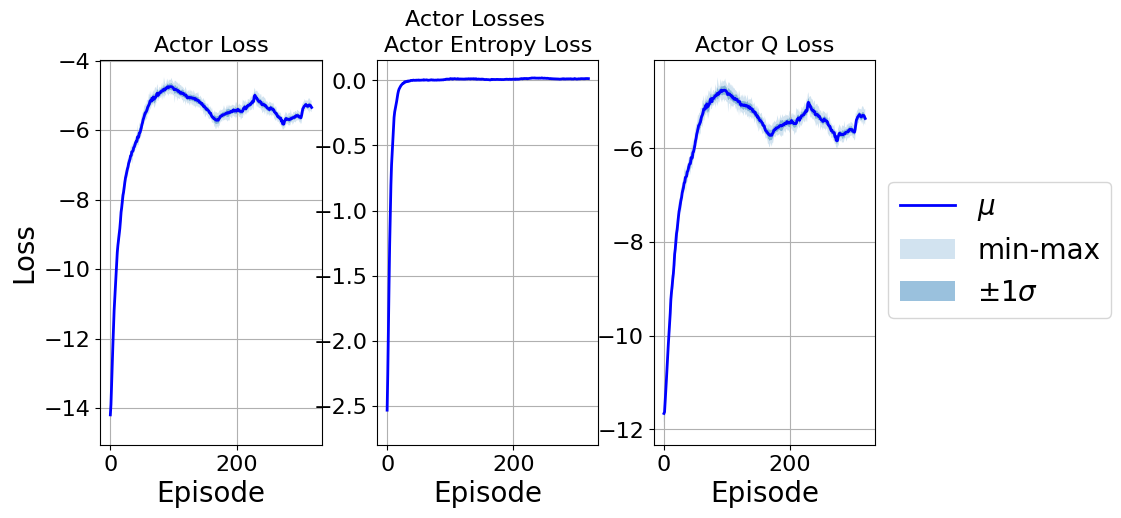 Actor Losses
Actor Loss
Actor Entropy Loss
Actor Q Loss
Loss
−4
−6
−8
−10
−12
−14
0
200
Episode
0.0
−0.5
−1.0
−1.5
−2.0
−2.5
0
200
Episode
−6
−8
−10
−12
0
200
Episode
μ
min-max
±1σ